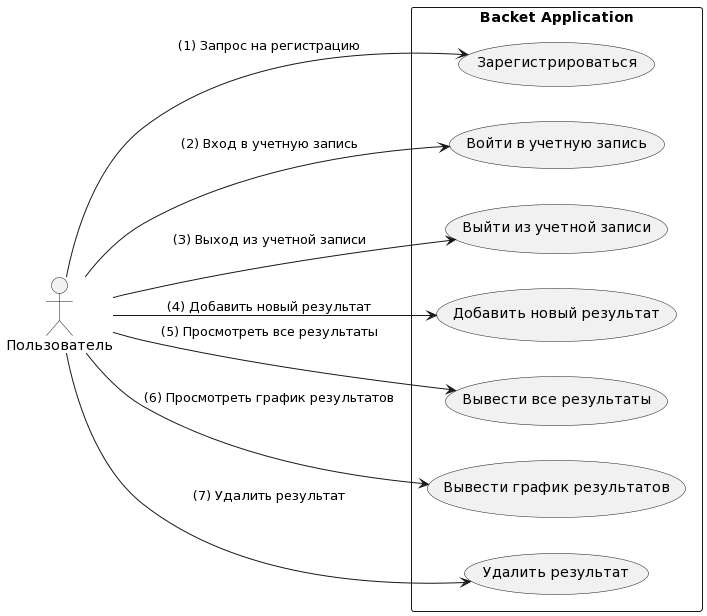 Backet Application
(1) Запрос на регистрацию
Зарегистрироваться
(2) Вход в учетную запись
Войти в учетную запись
(3) Выход из учетной записи
Выйти из учетной записи
(4) Добавить новый результат
Добавить новый результат
(5) Просмотреть все результаты
Пользователь
Вывести все результаты
(6) Просмотреть график результатов
Вывести график результатов
(7) Удалить результат
Удалить результат